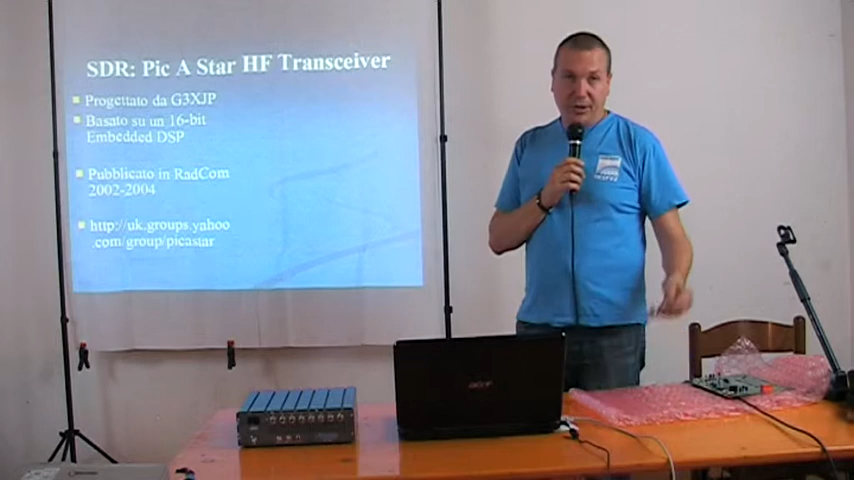 SDR: Pic A Star HF Transceiver
Progettato da G3XJP
Basato su un 16-bit
Embedded DSP
Pubblicato in RadCom
2002-2004
http://uk.groups.yahoo
.com/group/picastar
acer